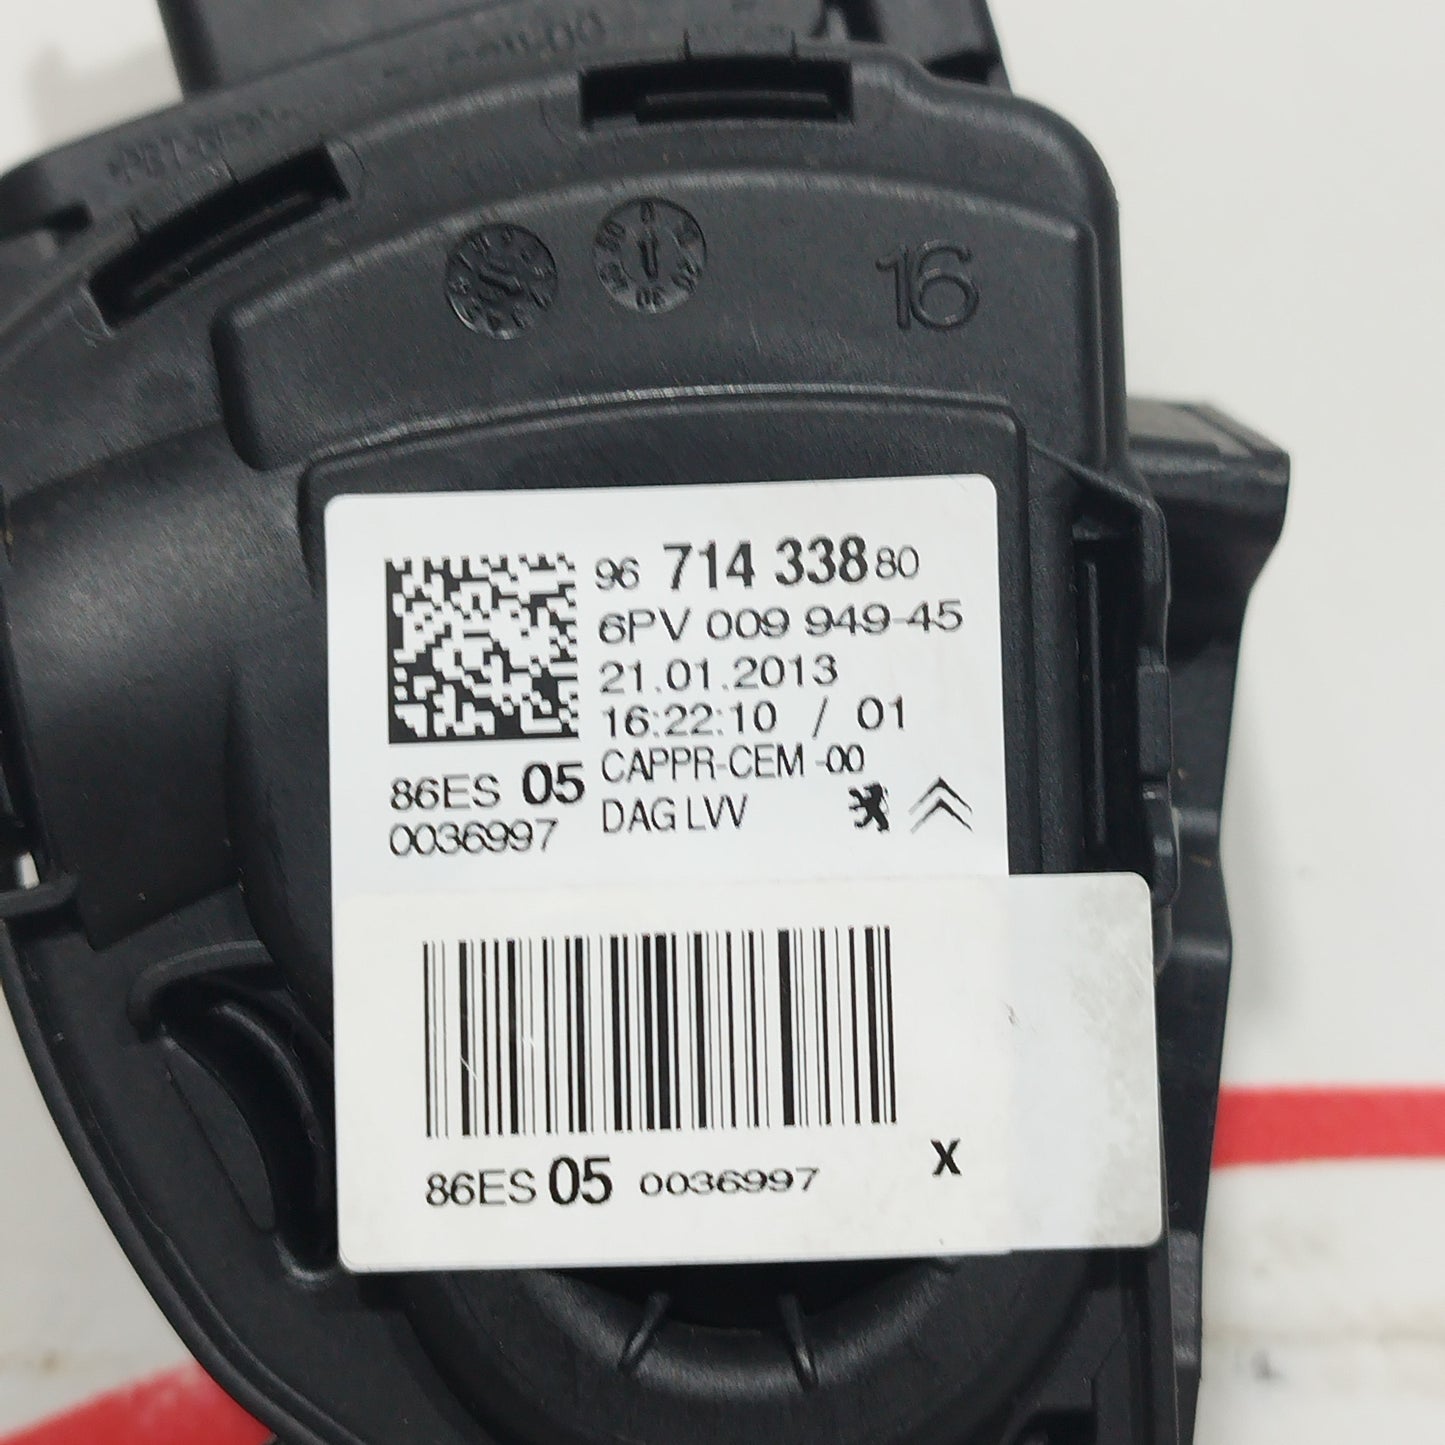 16
96 714 338 80
6PV 009 949-45
21.01.2013
16:22:10 / 01
CAPPR-CEM -00
DAG LVV
86ES 05
0036997
86ES 05 0036997
X